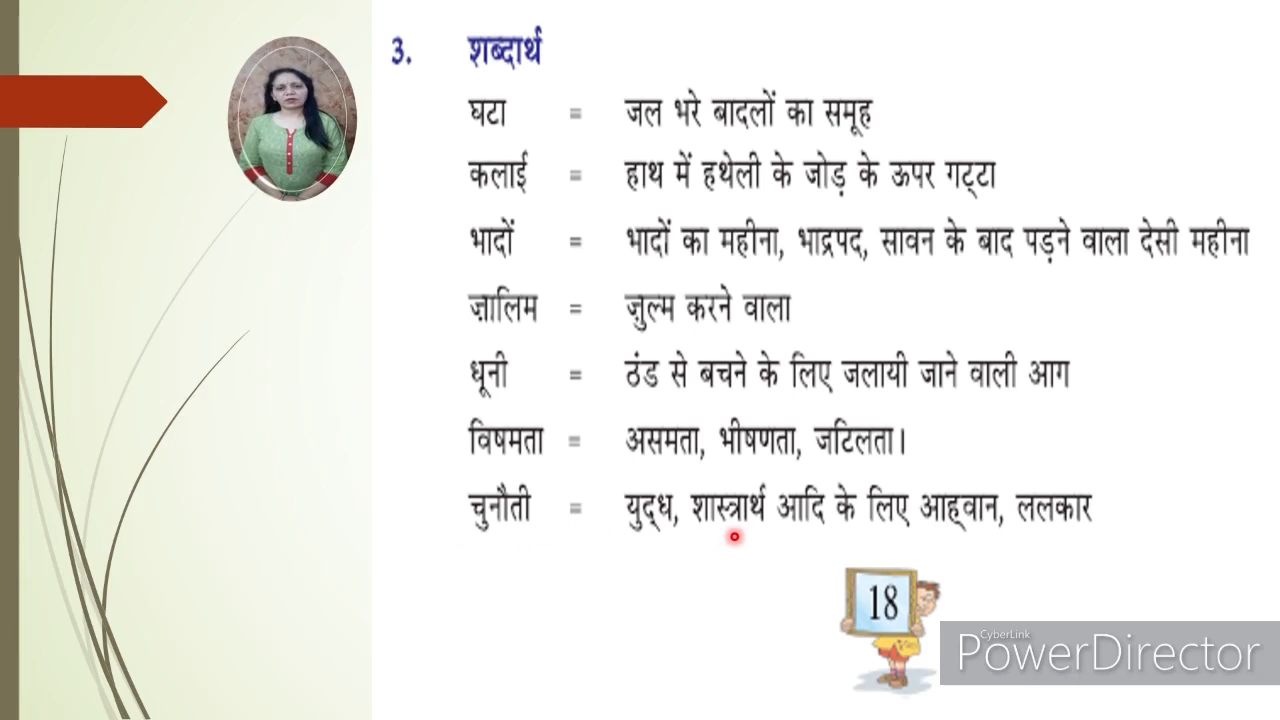 3. शब्दार्थ
घटा = जल भरे बादलों का समूह
कलाई = हाथ में हथेली के जोड़ के ऊपर गट्‌टा
भादों = भादों का महीना, भाद्रपद, सावन के बाद पड़ने वाला देसी महीना
ज़ालिम = ज़ुल्म करने वाला
धूनी = ठंड से बचने के लिए जलायी जाने वाली आग
विषमता = असमता, भीषणता, जटिलता।
चुनौती = युद्‌ध, शास्त्रार्थ आदि के लिए आह्‌वान, ललकार
18
CyberLink
PowerDirector